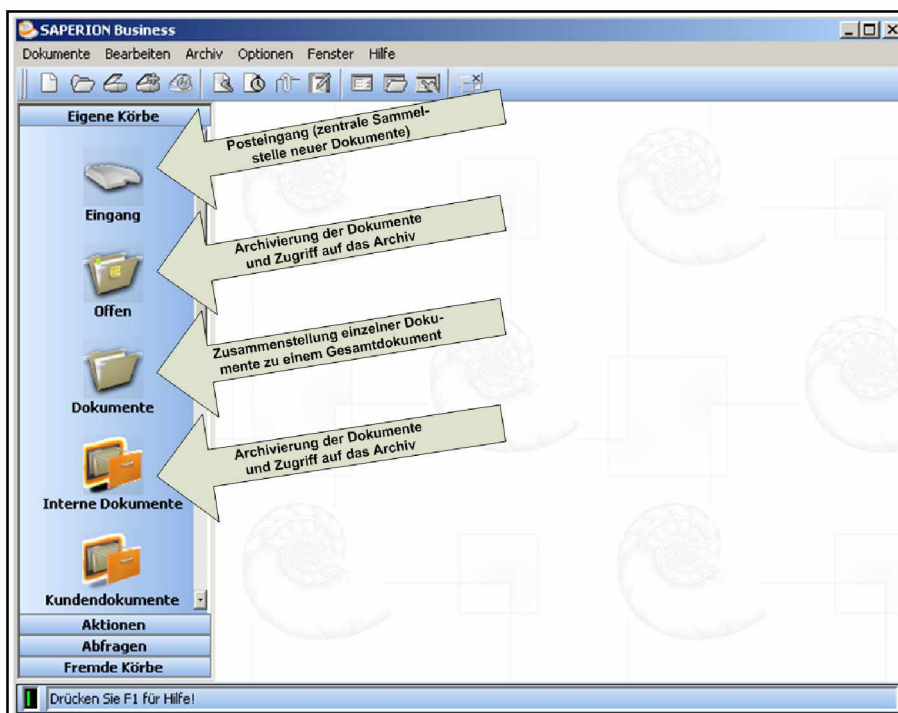 SAPERION Business
Dokumente Bearbeiten Archiv Optionen Fenster Hilfe
Eigene Körbe
Posteingang (zentrale Sammel-
stelle neuer Dokumente)
Eingang
Archivierung der Dokumente
und Zugriff auf das Archiv
Offen
Zusammenstellung einzelner Doku-
mente zu einem Gesamtdokument
Dokumente
Archivierung der Dokumente
und Zugriff auf das Archiv
Interne Dokumente
Kundendokumente
Aktionen
Abfragen
Fremde Körbe
Drücken Sie F1 für Hilfe!